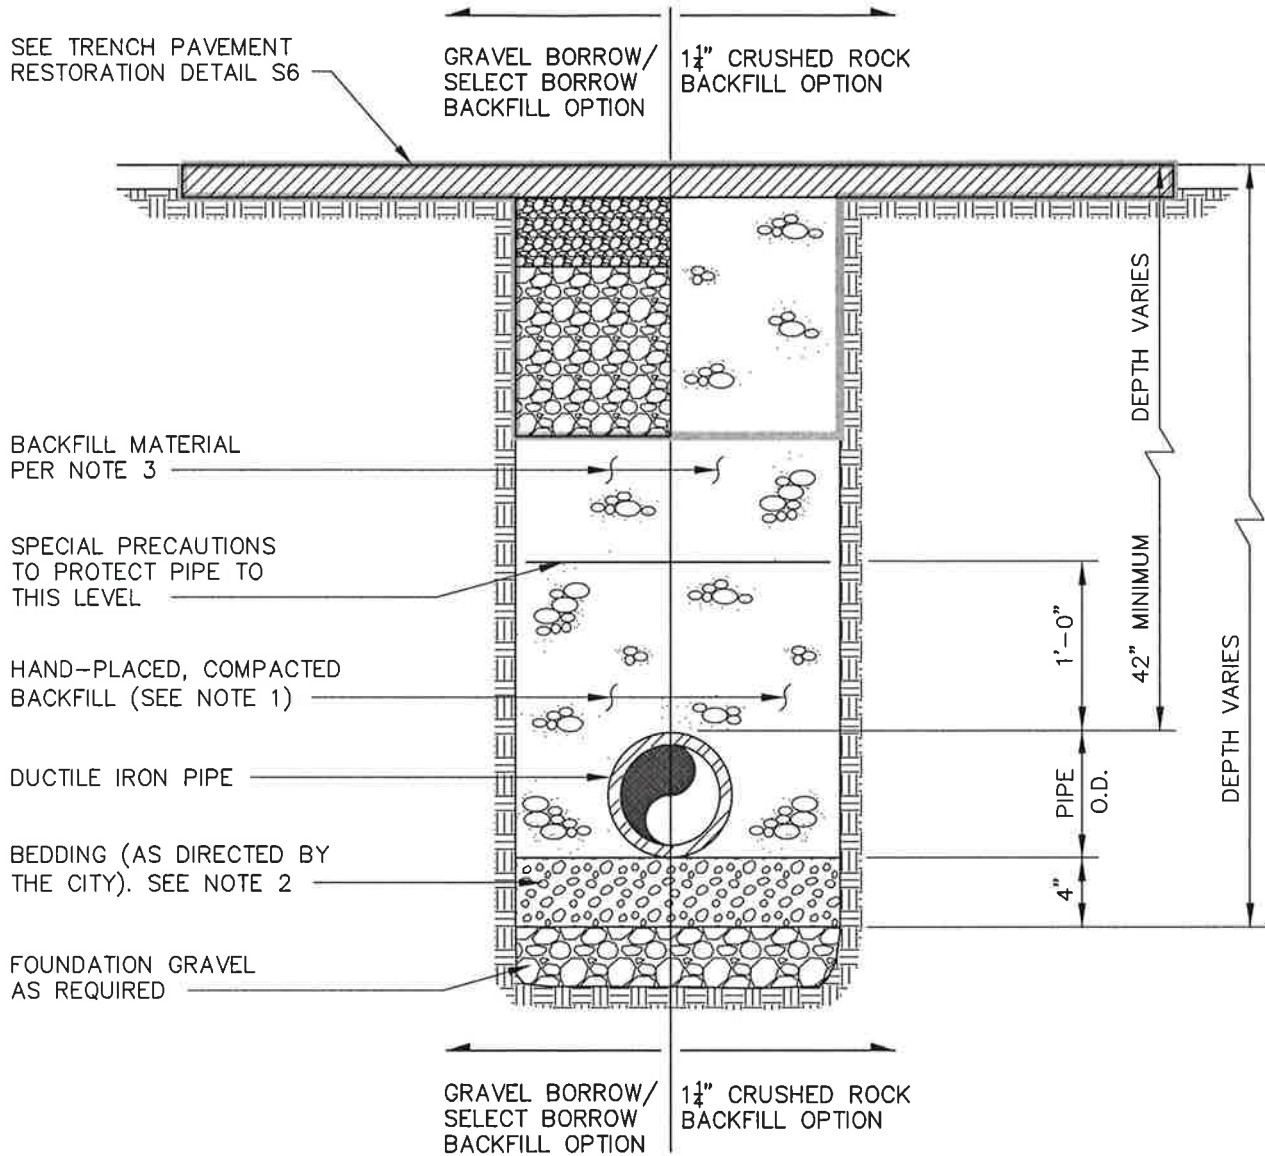 SEE TRENCH PAVEMENT
RESTORATION DETAIL S6
GRAVEL BORROW/
SELECT BORROW
BACKFILL OPTION
1¼" CRUSHED ROCK
BACKFILL OPTION
BACKFILL MATERIAL
PER NOTE 3
SPECIAL PRECAUTIONS
TO PROTECT PIPE TO
THIS LEVEL
HAND-PLACED, COMPACTED
BACKFILL (SEE NOTE 1)
DUCTILE IRON PIPE
BEDDING (AS DIRECTED BY
THE CITY). SEE NOTE 2
FOUNDATION GRAVEL
AS REQUIRED
1'-0"
PIPE
O.D.
4"
42" MINIMUM
DEPTH VARIES
DEPTH VARIES
GRAVEL BORROW/
SELECT BORROW
BACKFILL OPTION
1¼" CRUSHED ROCK
BACKFILL OPTION